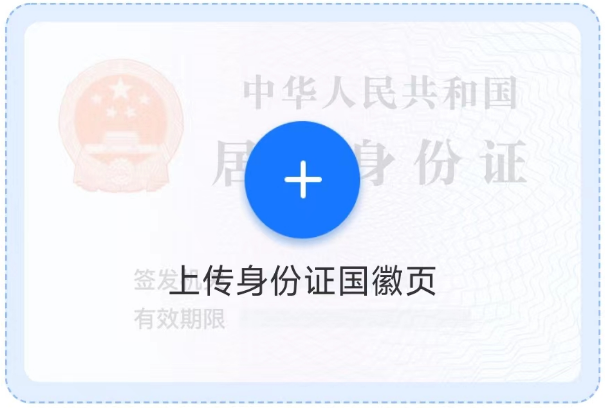 中华人民共和国
居 身份证
签发机
上传身份证国徽页
有效期限